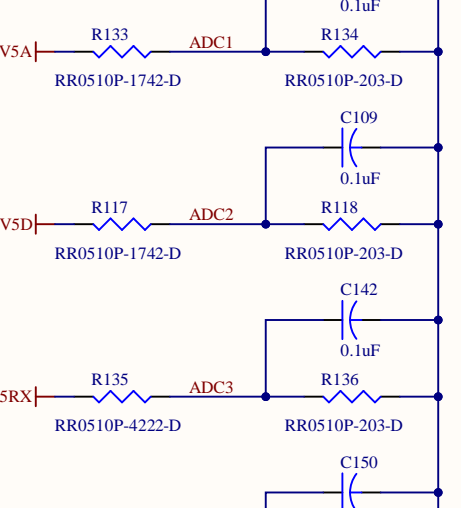 0.1uF
R133
ADC1
R134
V5A
RR0510P-1742-D
RR0510P-203-D
C109
0.1uF
R117
ADC2
R118
V5D
RR0510P-1742-D
RR0510P-203-D
C142
0.1uF
R135
ADC3
R136
5RX
RR0510P-4222-D
RR0510P-203-D
C150